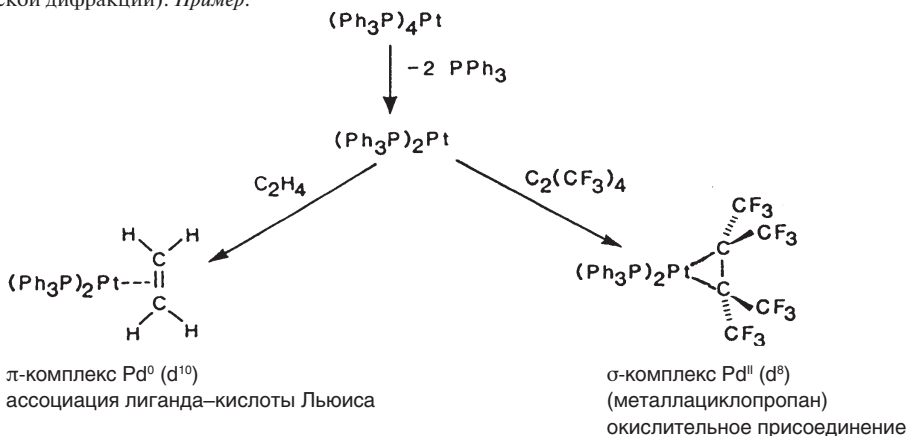 ской дифракции). Пример:
(Ph3P)4Pt
-2 PPh3
(Ph3P)2Pt
C2H4
C2(CF3)4
H H
C
(Ph3P)2Pt---||
C
H H
CF3
C CF3
(Ph3P)2Pt
C CF3
CF3
π-комплекс Pd⁰ (d¹⁰)
ассоциация лиганда–кислоты Льюиса
σ-комплекс Pdᴵᴵ (d⁸)
(металлациклопропан)
окислительное присоединение